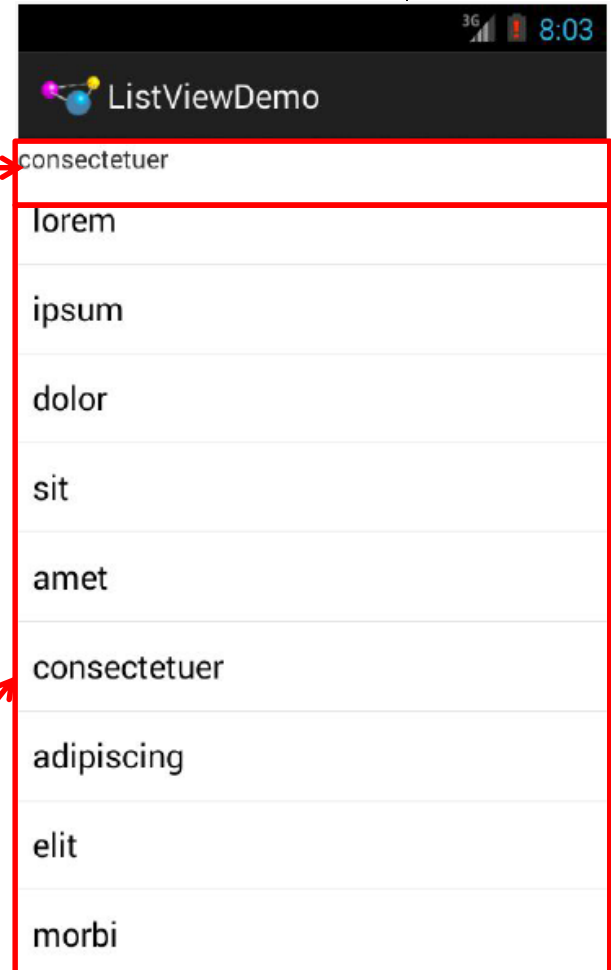 3G 8:03
ListViewDemo
consectetuer
lorem
ipsum
dolor
sit
amet
consectetuer
adipiscing
elit
morbi